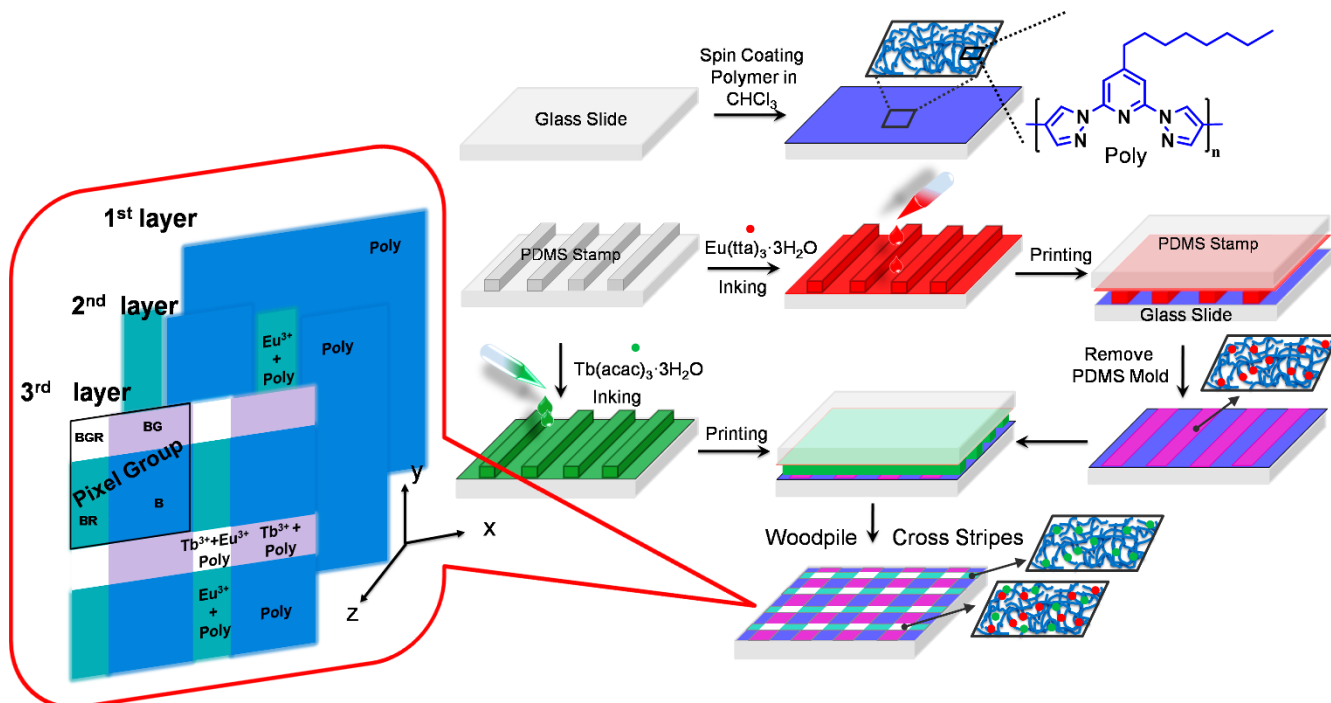 Spin Coating
Polymer in
CHCl₃
Glass Slide
N
N
N
N
N
n
Poly
1st layer
Poly
2nd layer
Eu³⁺
+
Poly
Poly
3rd layer
BGR
BG
Pixel Group
BR
B
Tb³⁺+Eu³⁺
Poly
Tb³⁺+
Poly
Eu³⁺
+
Poly
Poly
y
x
z
PDMS Stamp
Eu(tta)₃·3H₂O
Inking
Printing
PDMS Stamp
Glass Slide
Tb(acac)₃·3H₂O
Inking
Remove
PDMS Mold
Printing
Woodpile
Cross Stripes